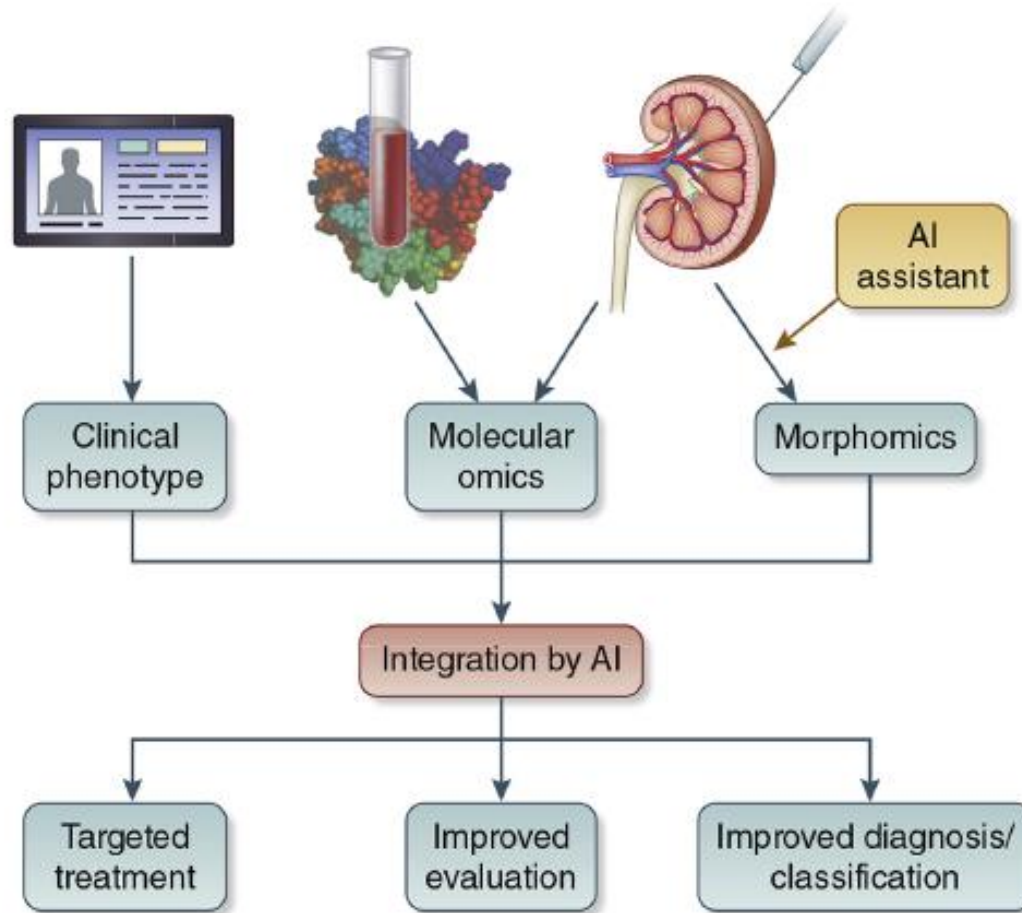 AI
assistant
Clinical
phenotype
Molecular
omics
Morphomics
Integration by AI
Targeted
treatment
Improved
evaluation
Improved diagnosis/
classification